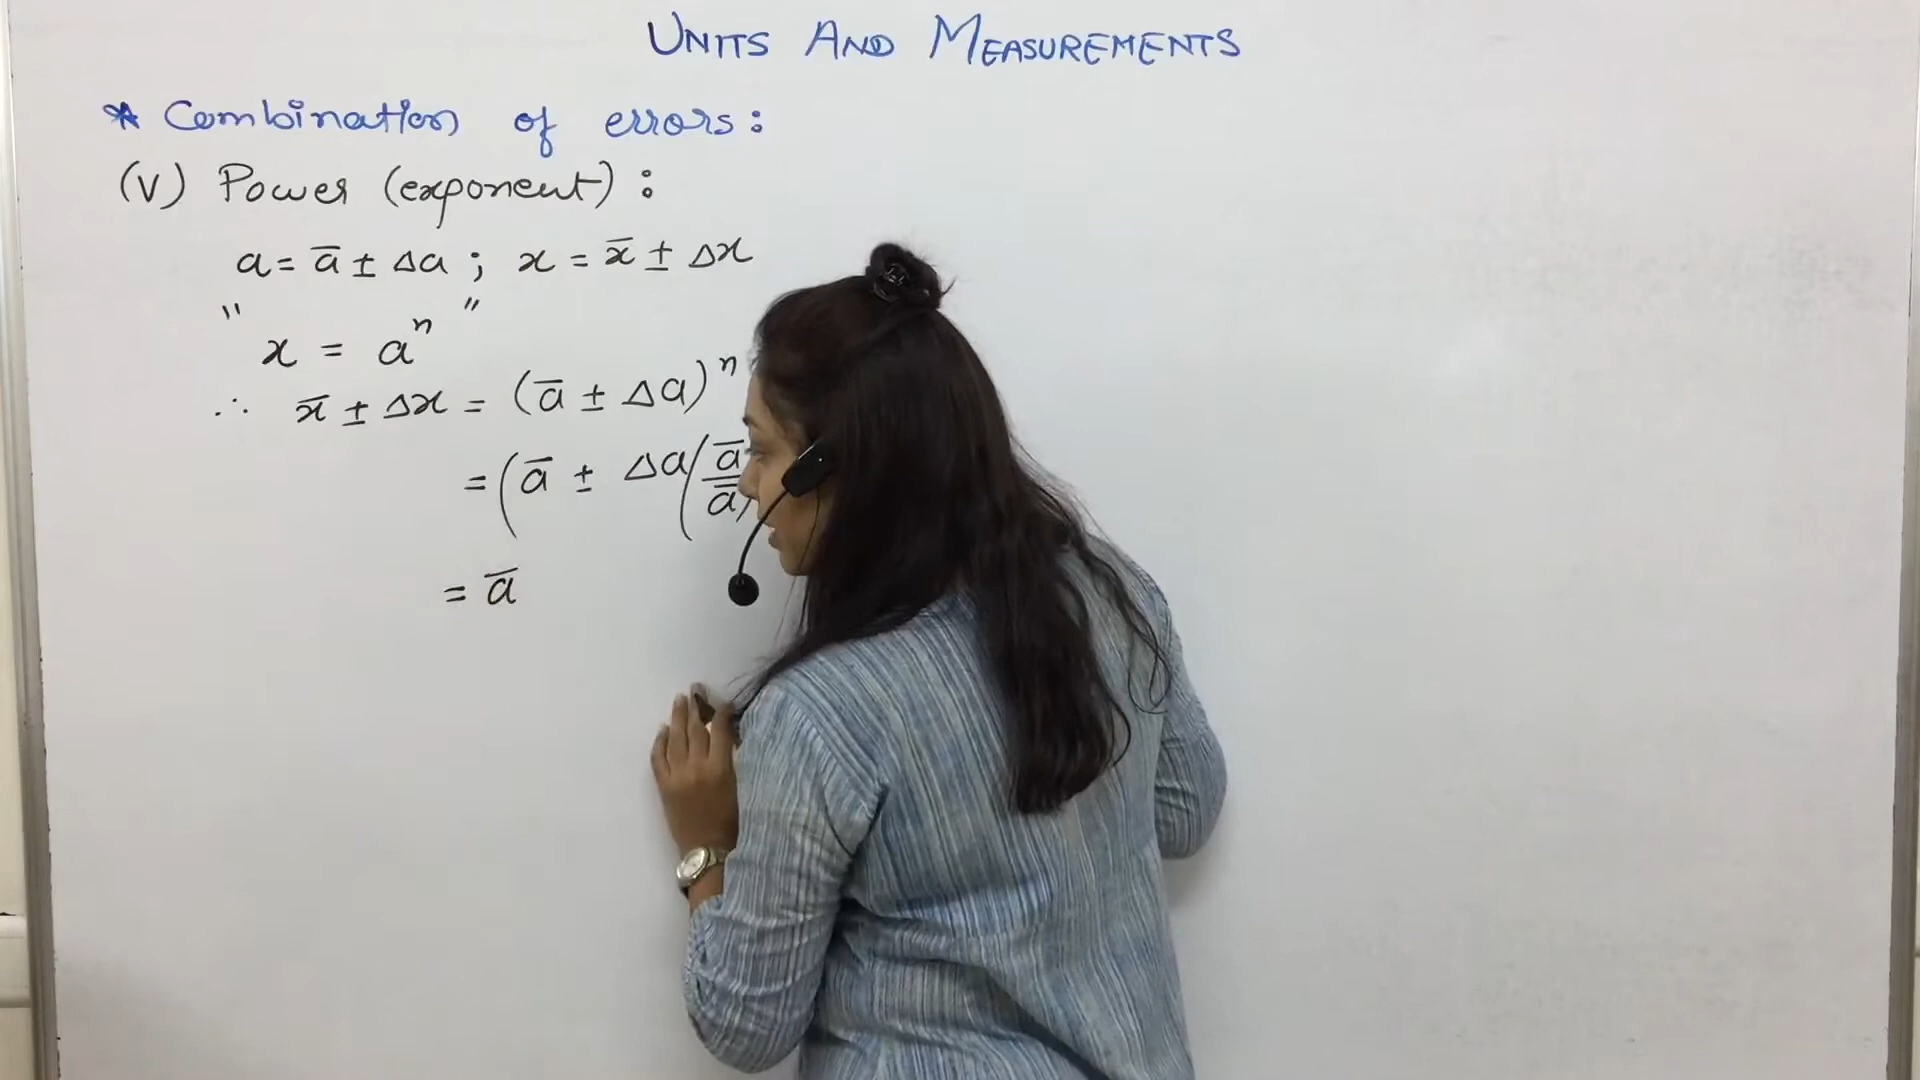 UNITS AND MEASUREMENTS
* Combination of errors:
(V) Power (exponent) :
a = a̅ ± Δa ; x = x̅ ± Δx
" x = aⁿ "
∴ x̅ ± Δx = (a̅ ± Δa)ⁿ
= (a̅ ± Δa (a̅/a̅)
= a̅